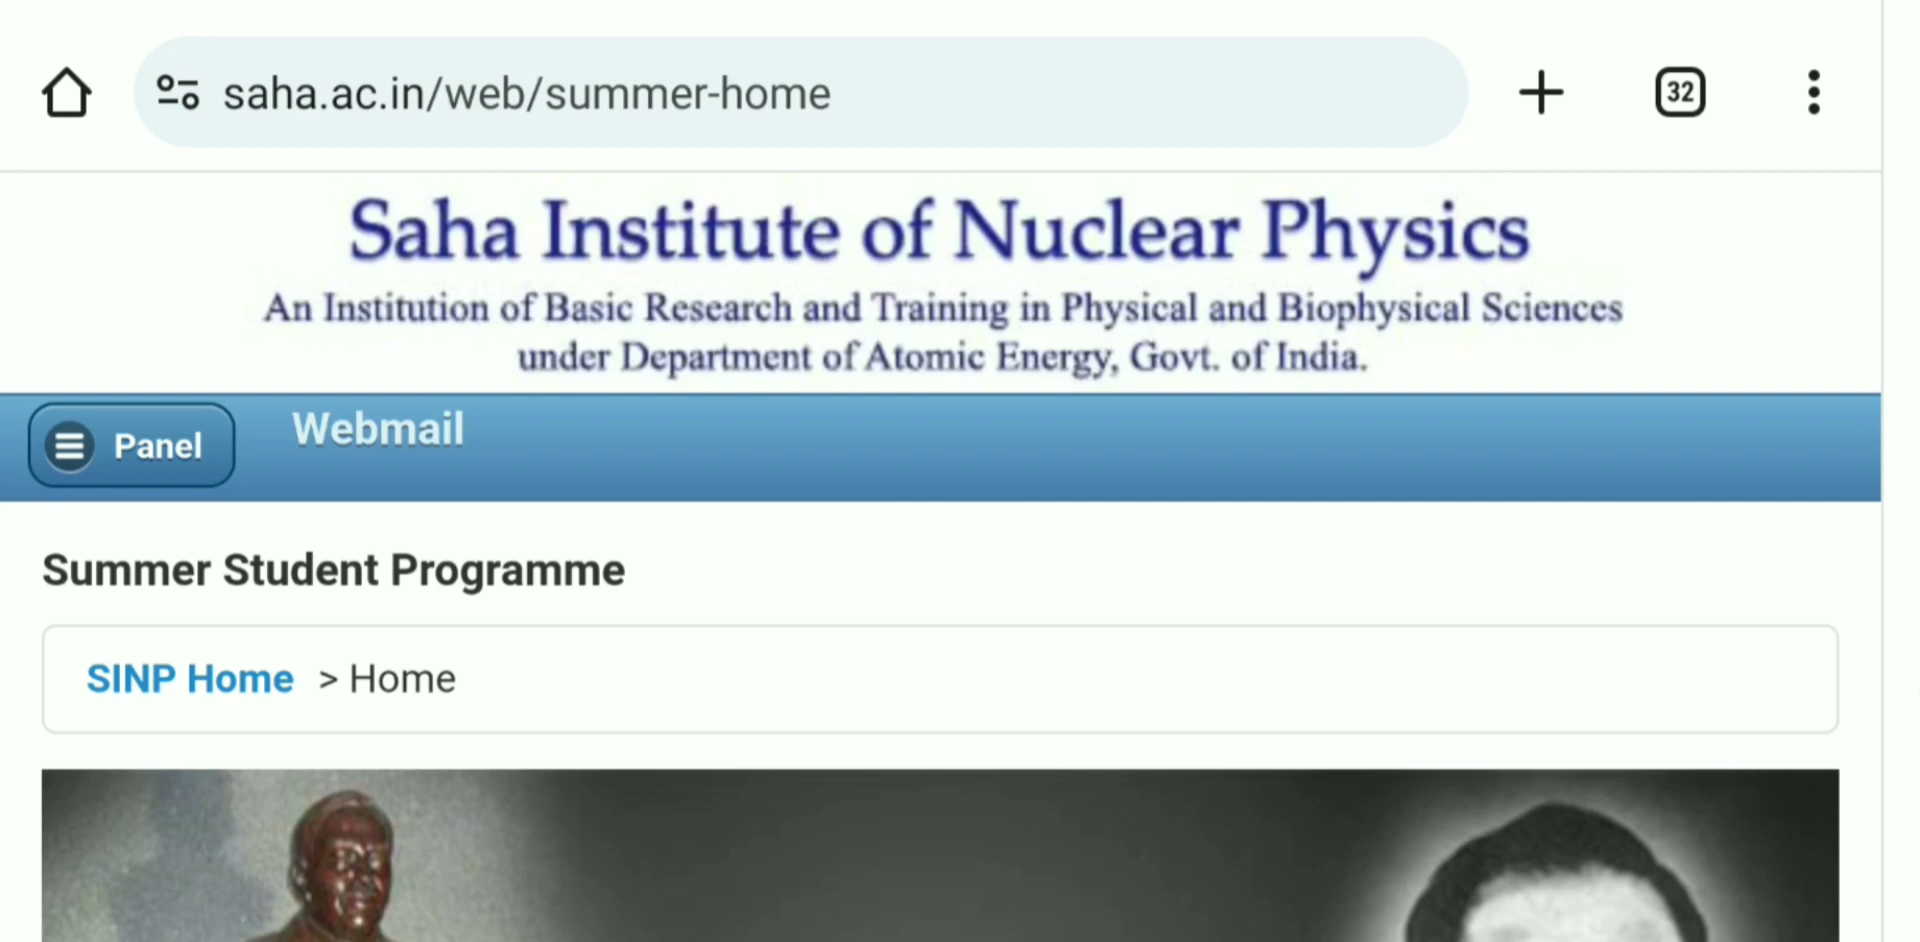 saha.ac.in/web/summer-home
32
Saha Institute of Nuclear Physics
An Institution of Basic Research and Training in Physical and Biophysical Sciences
under Department of Atomic Energy, Govt. of India.
Panel
Webmail
Summer Student Programme
SINP Home > Home